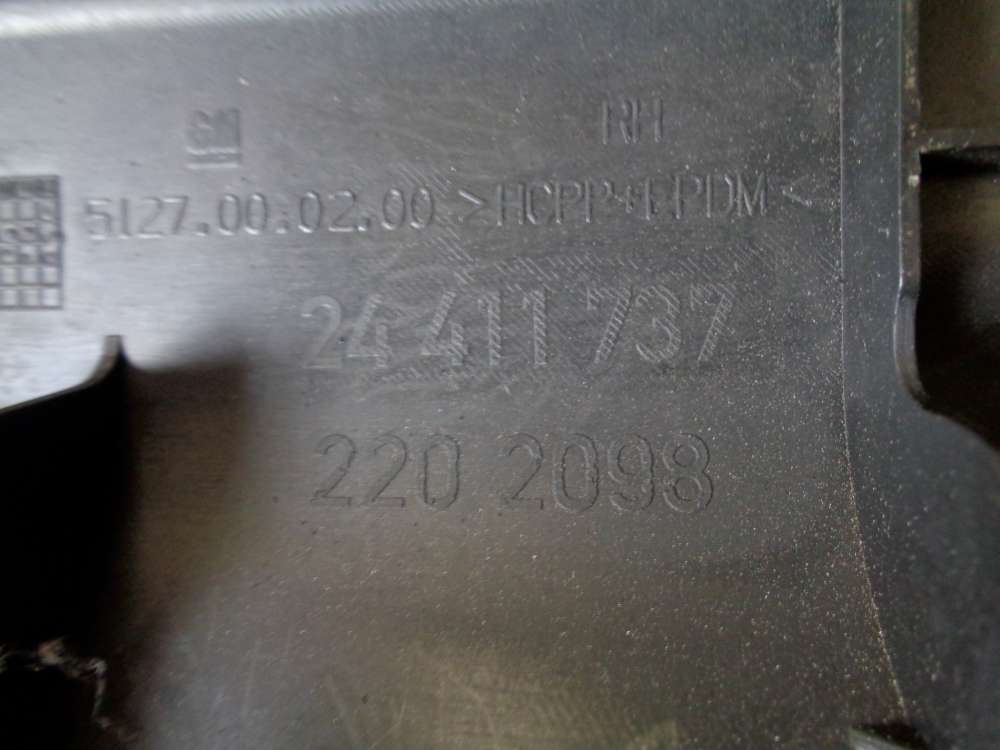 GM RH
5127.00.02.00 >HCPP+EPDM<
24 411 737
220 2098